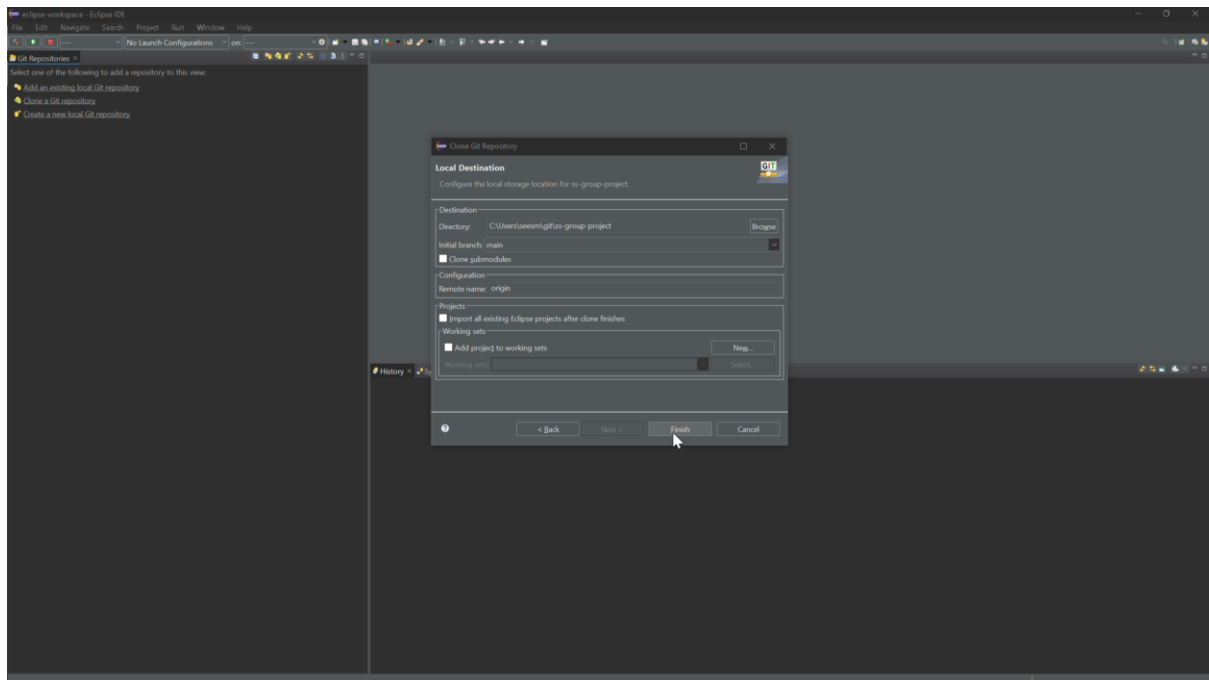 eclipse-workspace - Eclipse IDE
File Edit Navigate Search Project Run Window Help
--- No Launch Configurations on: ---
Git Repositories
Select one of the following to add a repository to this view:
Add an existing local Git repository
Clone a Git repository
Create a new local Git repository
Clone Git Repository
Local Destination
GIT
Configure the local storage location for ss-group-project.
Destination
Directory: C:\Users\seesm\git\ss-group-project Browse
Initial branch: main
Clone submodules
Configuration
Remote name: origin
Projects
Import all existing Eclipse projects after clone finishes
Working sets
Add project to working sets New...
Working sets: Select...
History Sy
< Back Next > Finish Cancel